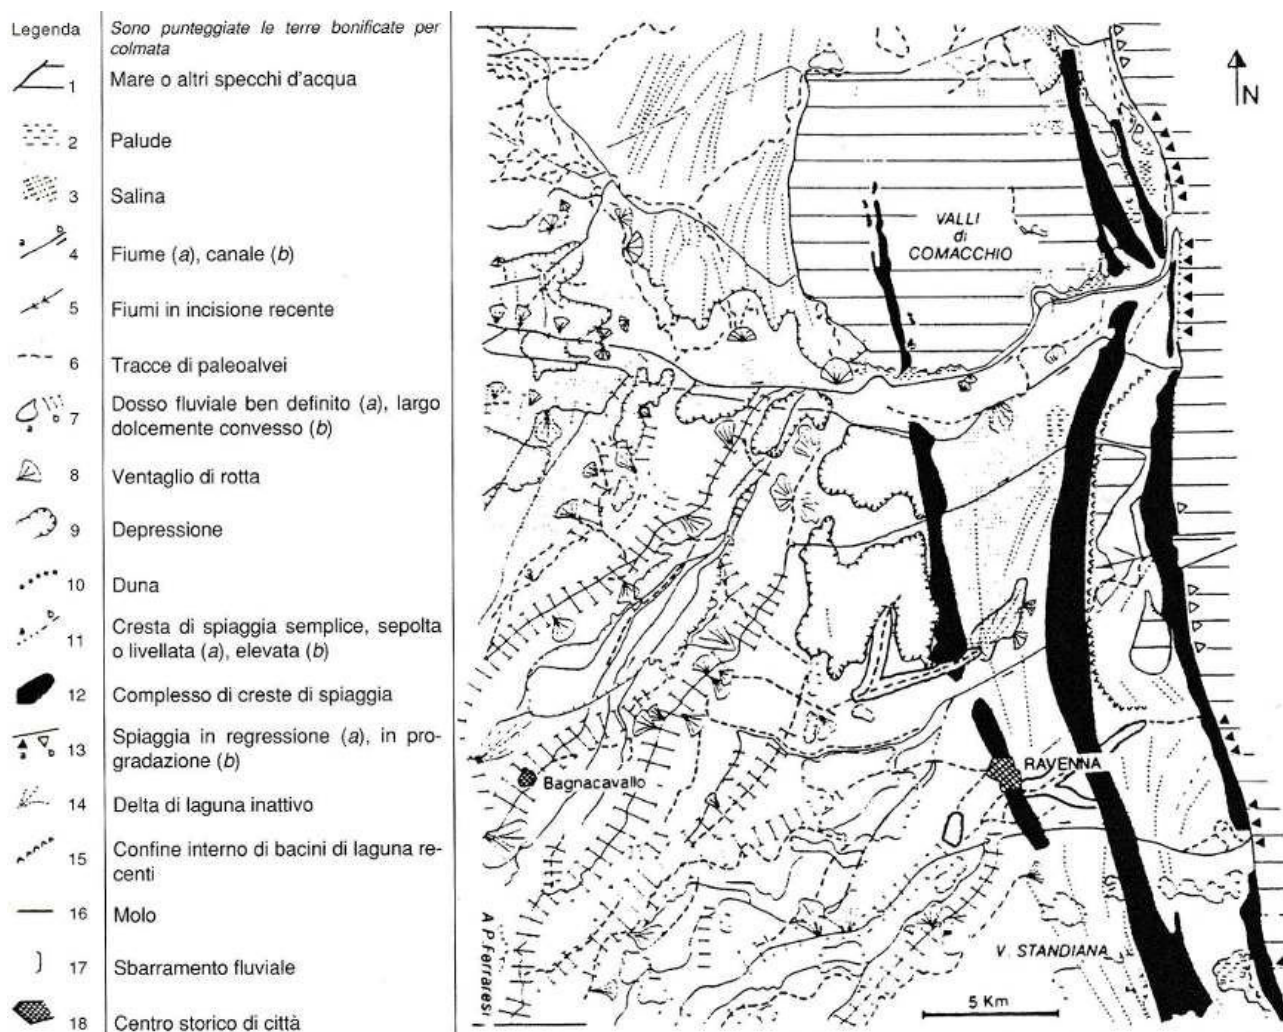 Legenda
Sono punteggiate le terre bonificate per
colmata
1 Mare o altri specchi d'acqua
2 Palude
3 Salina
a b
4 Fiume (a), canale (b)
5 Fiumi in incisione recente
6 Tracce di paleoalvei
7 Dosso fluviale ben definito (a), largo
a b
dolcemente convesso (b)
8 Ventaglio di rotta
9 Depressione
10 Duna
a b
11 Cresta di spiaggia semplice, sepolta
o livellata (a), elevata (b)
12 Complesso di creste di spiaggia
13 Spiaggia in regressione (a), in pro-
a b
gradazione (b)
14 Delta di laguna inattivo
15 Confine interno di bacini di laguna re-
centi
16 Molo
17 Sbarramento fluviale
18 Centro storico di città
N
VALLI
di
COMACCHIO
RAVENNA
Bagnacavallo
V. STANDIANA
5 Km
A.P. Ferraresi